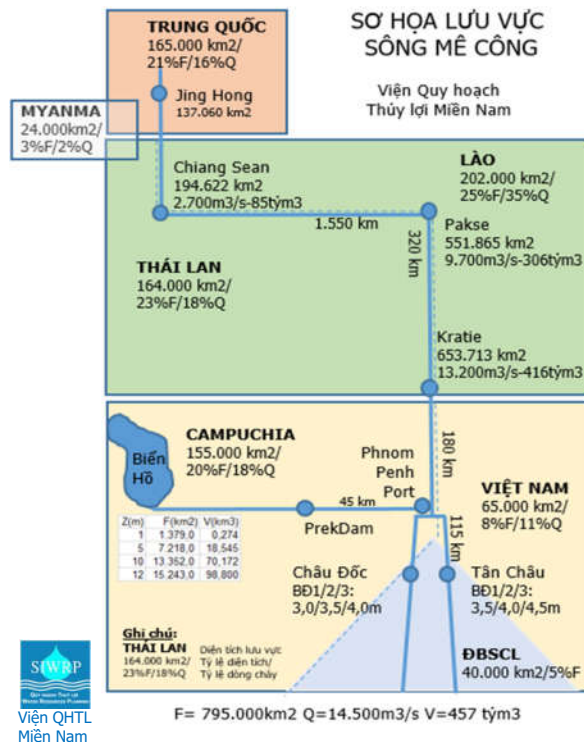 SƠ HỌA LƯU VỰC
SÔNG MÊ CÔNG
Viện Quy hoạch
Thủy lợi Miền Nam
TRUNG QUỐC
165.000 km2/
21%F/16%Q
Jing Hong
137.060 km2
MYANMA
24.000km2/
3%F/2%Q
Chiang Sean
194.622 km2
2.700m3/s-85tỷm3
LÀO
202.000 km2/
25%F/35%Q
1.550 km
320 km
Pakse
551.865 km2
9.700m3/s-306tỷm3
THÁI LAN
164.000 km2/
23%F/18%Q
Kratie
653.713 km2
13.200m3/s-416tỷm3
CAMPUCHIA
155.000 km2/
20%F/18%Q
Biển
Hồ
180 km
Phnom
Penh
Port
45 km
PrekDam
VIỆT NAM
65.000 km2/
8%F/11%Q
115 km
Z(m) F(km2) V(km3)
1 1.379,0 0,274
5 7.218,0 18,545
10 13.352,0 70,172
12 15.243,0 98,800
Châu Đốc
BĐ1/2/3:
3,0/3,5/4,0m
Tân Châu
BĐ1/2/3:
3,5/4,0/4,5m
Ghi chú:
THÁI LAN Diện tích lưu vực
164.000 km2/ Tỷ lệ diện tích/
23%F/18%Q Tỷ lệ dòng chảy
ĐBSCL
40.000 km2/5%F
SIWRP
Viện QHTL
Miền Nam
F= 795.000km2 Q=14.500m3/s V=457 tỷm3